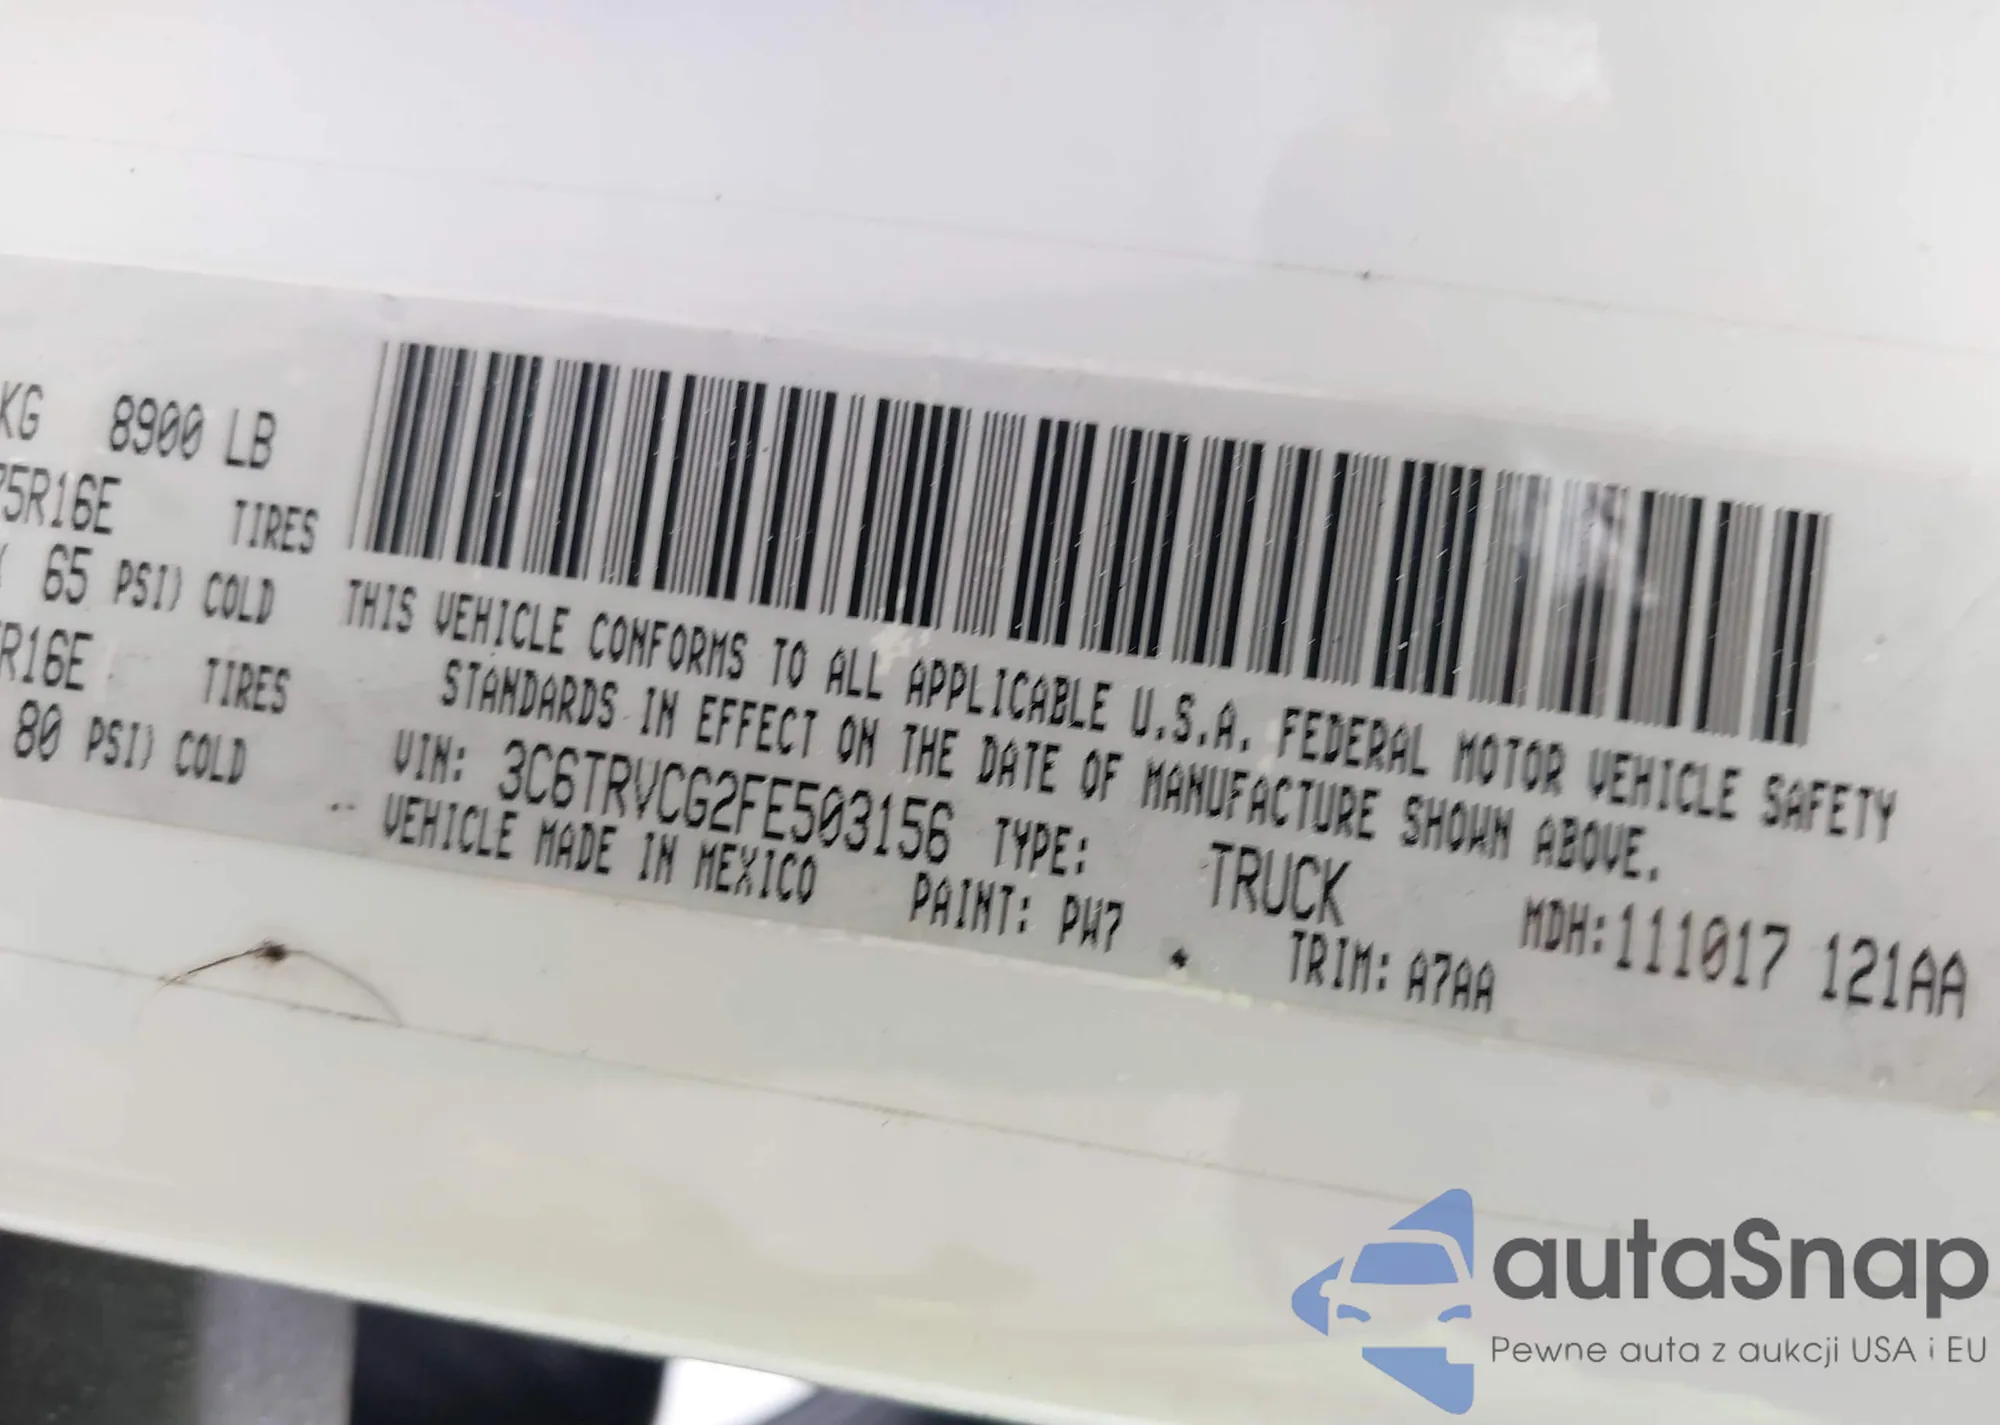 KG 8900 LB
75R16E TIRES
65 PSI) COLD
R16E TIRES
80 PSI) COLD
THIS VEHICLE CONFORMS TO ALL APPLICABLE U.S.A. FEDERAL MOTOR VEHICLE SAFETY
STANDARDS IN EFFECT ON THE DATE OF MANUFACTURE SHOWN ABOVE.
VIN: 3C6TRVCG2FE503156 TYPE: TRUCK MDH:111017 121AA
VEHICLE MADE IN MEXICO PAINT: PW7 TRIM: A7AA
autaSnap
Pewne auta z aukcji USA i EU